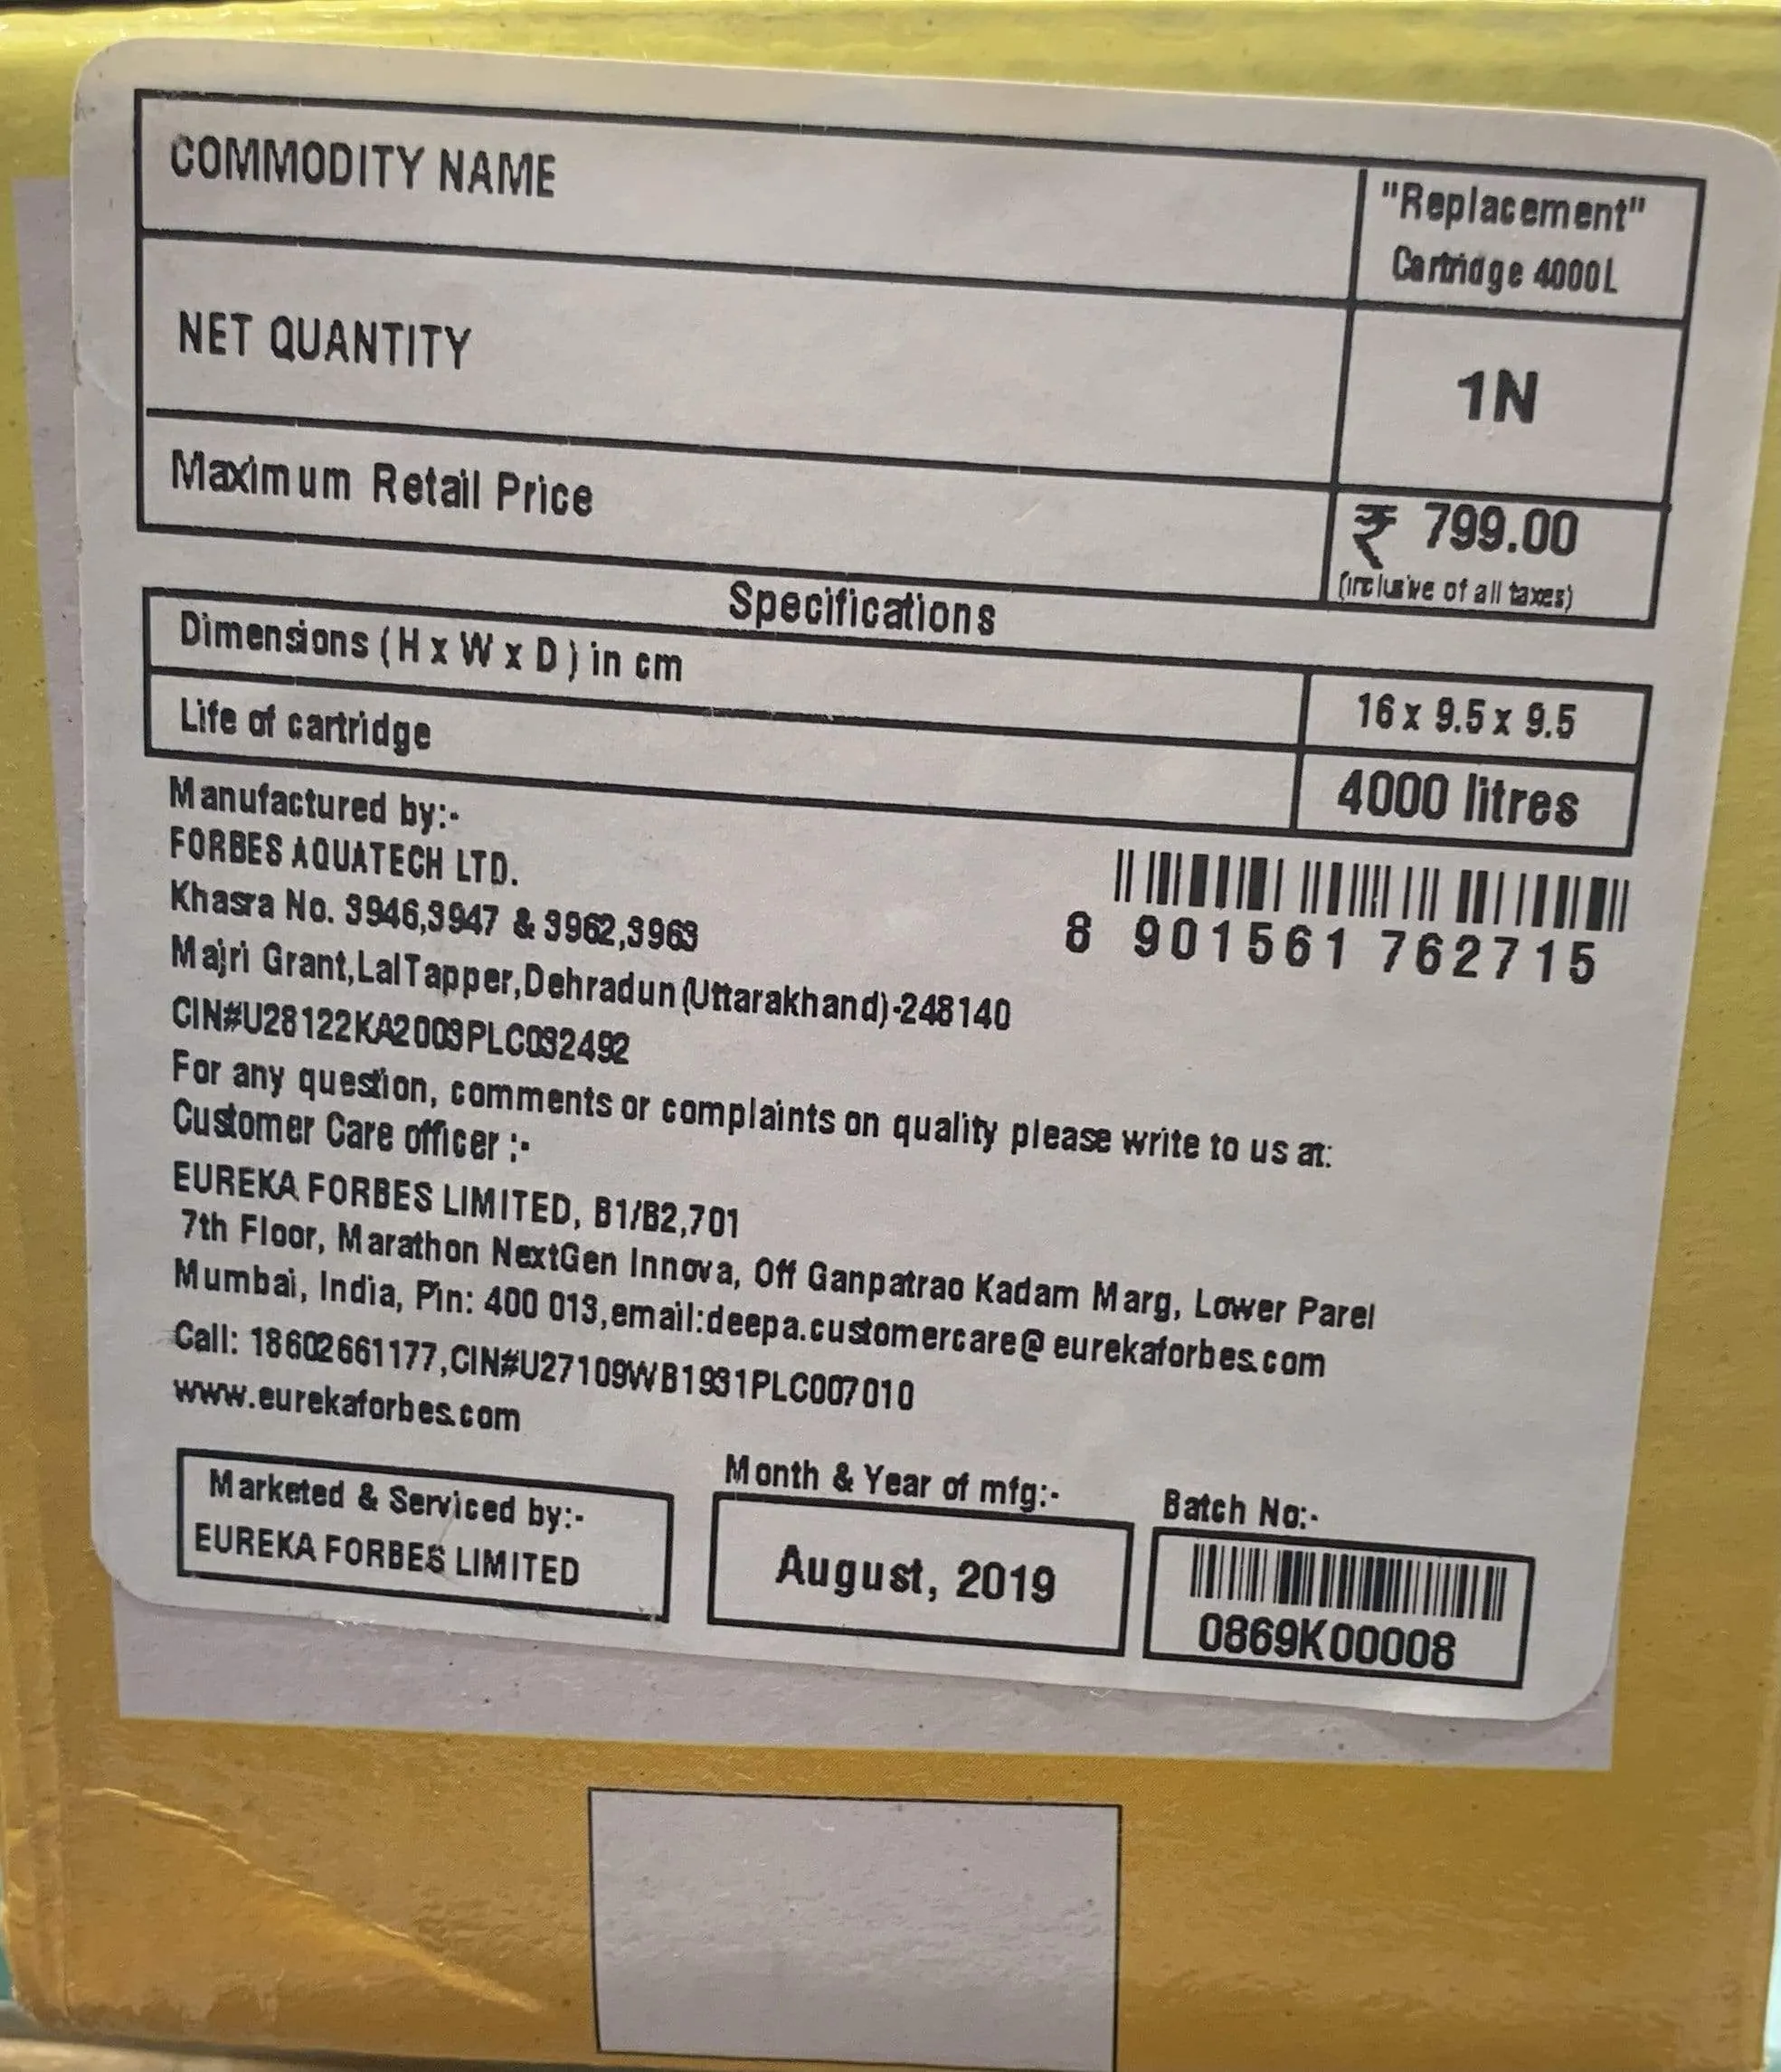 COMMODITY NAME
"Replacement"
Cartridge 4000L
NET QUANTITY
1N
Maximum Retail Price
₹ 799.00
(inclusive of all taxes)
Specifications
Dimensions (H x W x D) in cm
16 x 9.5 x 9.5
Life of cartridge
4000 litres
Manufactured by:-
FORBES AQUATECH LTD.
Khasra No. 3946,3947 & 3962,3963
Majri Grant,LalTapper,Dehradun(Uttarakhand)-248140
CIN#U28122KA2003PLC032492
8 901561 762715
For any question, comments or complaints on quality please write to us at:
Customer Care officer :-
EUREKA FORBES LIMITED, B1/B2,701
7th Floor, Marathon NextGen Innova, Off Ganpatrao Kadam Marg, Lower Parel
Mumbai, India, Pin: 400 013,email:deepa.customercare@eurekaforbes.com
Call: 18602661177,CIN#U27109WB1931PLC007010
www.eurekaforbes.com
Marketed & Serviced by:-
EUREKA FORBES LIMITED
Month & Year of mfg:-
August, 2019
Batch No:-
0869K00008